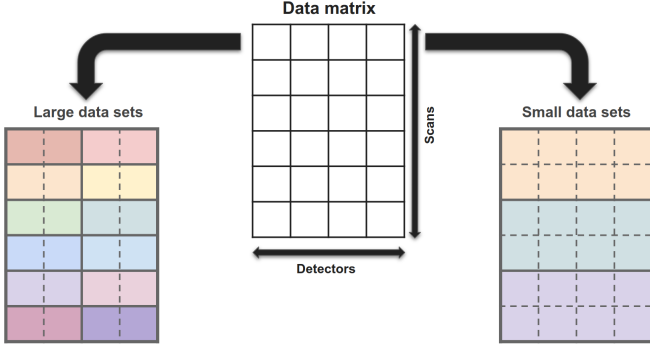 Data matrix
Large data sets
Small data sets
Scans
Detectors